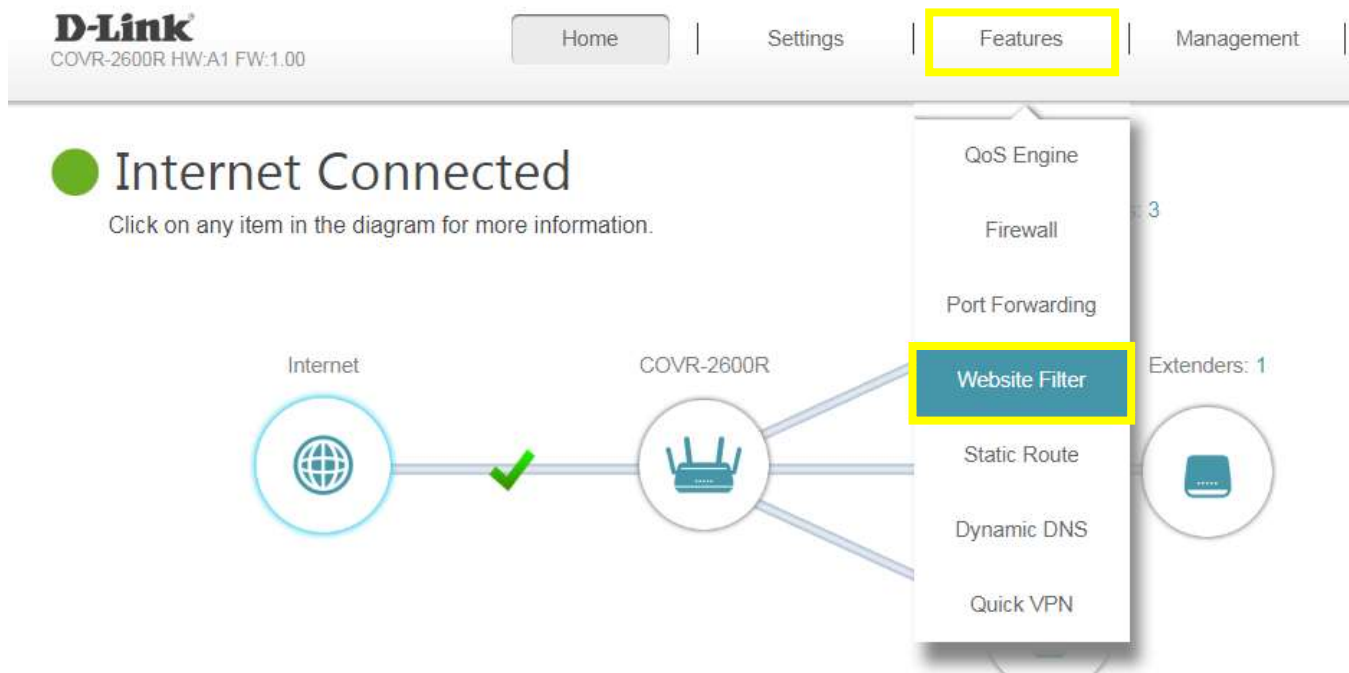 D-Link
COVR-2600R HW:A1 FW:1.00
Home
Settings
Features
Management
Internet Connected
Click on any item in the diagram for more information.
QoS Engine
Firewall
Port Forwarding
Website Filter
Static Route
Dynamic DNS
Quick VPN
: 3
Internet
COVR-2600R
Extenders: 1